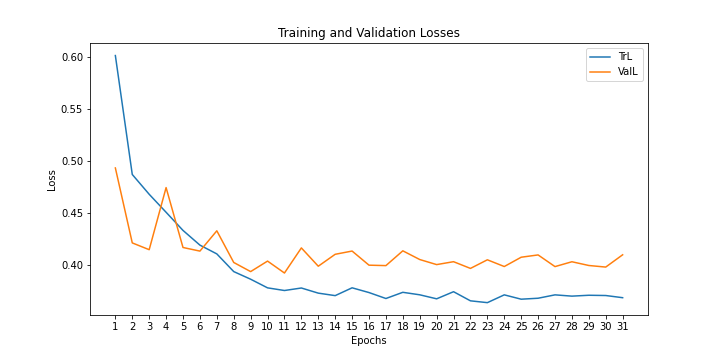 Training and Validation Losses
TrL
ValL
0.60
0.55
0.50
0.45
0.40
Loss
1 2 3 4 5 6 7 8 9 10 11 12 13 14 15 16 17 18 19 20 21 22 23 24 25 26 27 28 29 30 31
Epochs